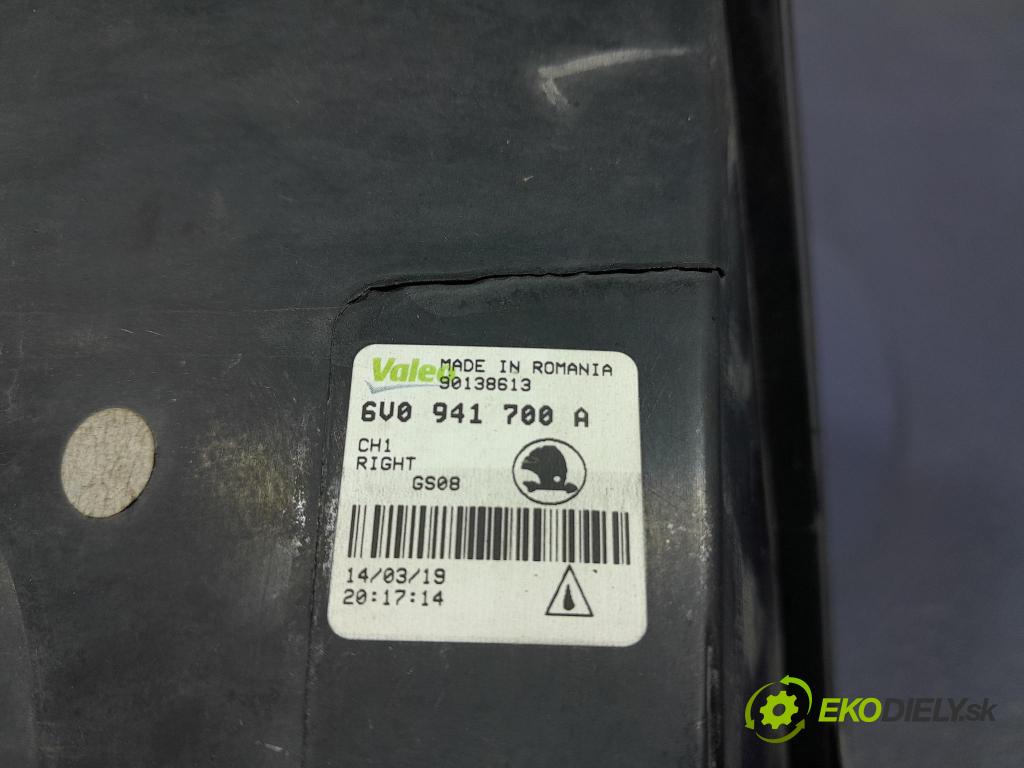 Valeo MADE IN ROMANIA
90138613
6V0 941 700 A
CH1
RIGHT
GS08
14/03/19
20:17:14
EKODIELY.sk